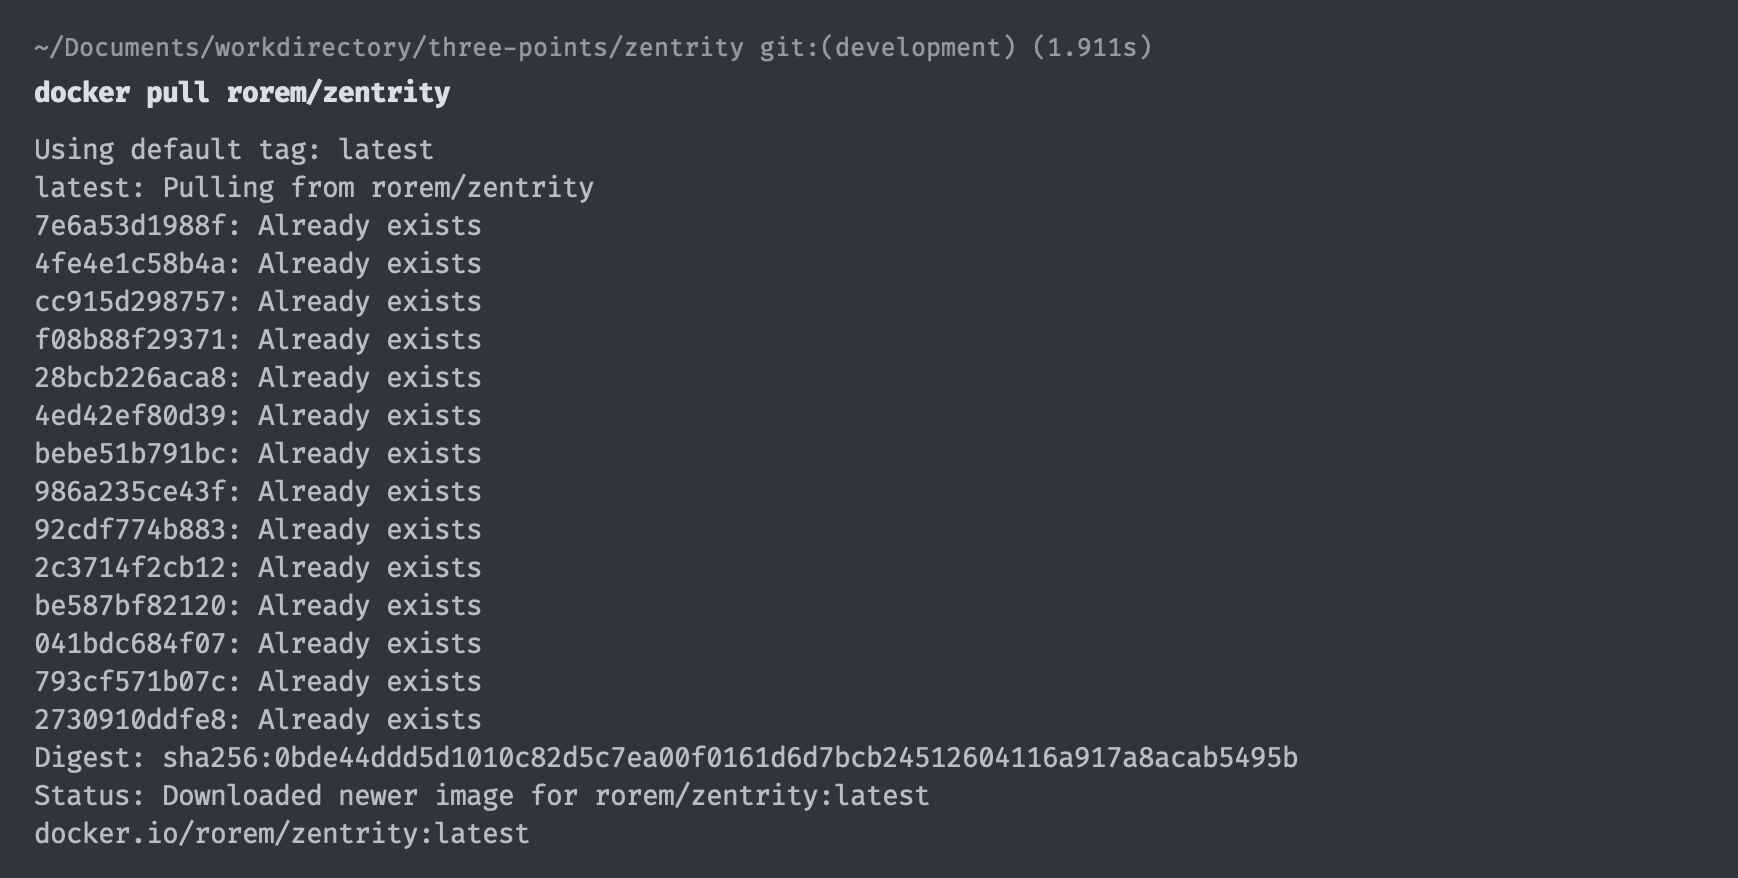 ~/Documents/workdirectory/three-points/zentrity git:(development) (1.911s)
docker pull rorem/zentrity
Using default tag: latest
latest: Pulling from rorem/zentrity
7e6a53d1988f: Already exists
4fe4e1c58b4a: Already exists
cc915d298757: Already exists
f08b88f29371: Already exists
28bcb226aca8: Already exists
4ed42ef80d39: Already exists
bebe51b791bc: Already exists
986a235ce43f: Already exists
92cdf774b883: Already exists
2c3714f2cb12: Already exists
be587bf82120: Already exists
041bdc684f07: Already exists
793cf571b07c: Already exists
2730910ddfe8: Already exists
Digest: sha256:0bde44ddd5d1010c82d5c7ea00f0161d6d7bcb24512604116a917a8acab5495b
Status: Downloaded newer image for rorem/zentrity:latest
docker.io/rorem/zentrity:latest